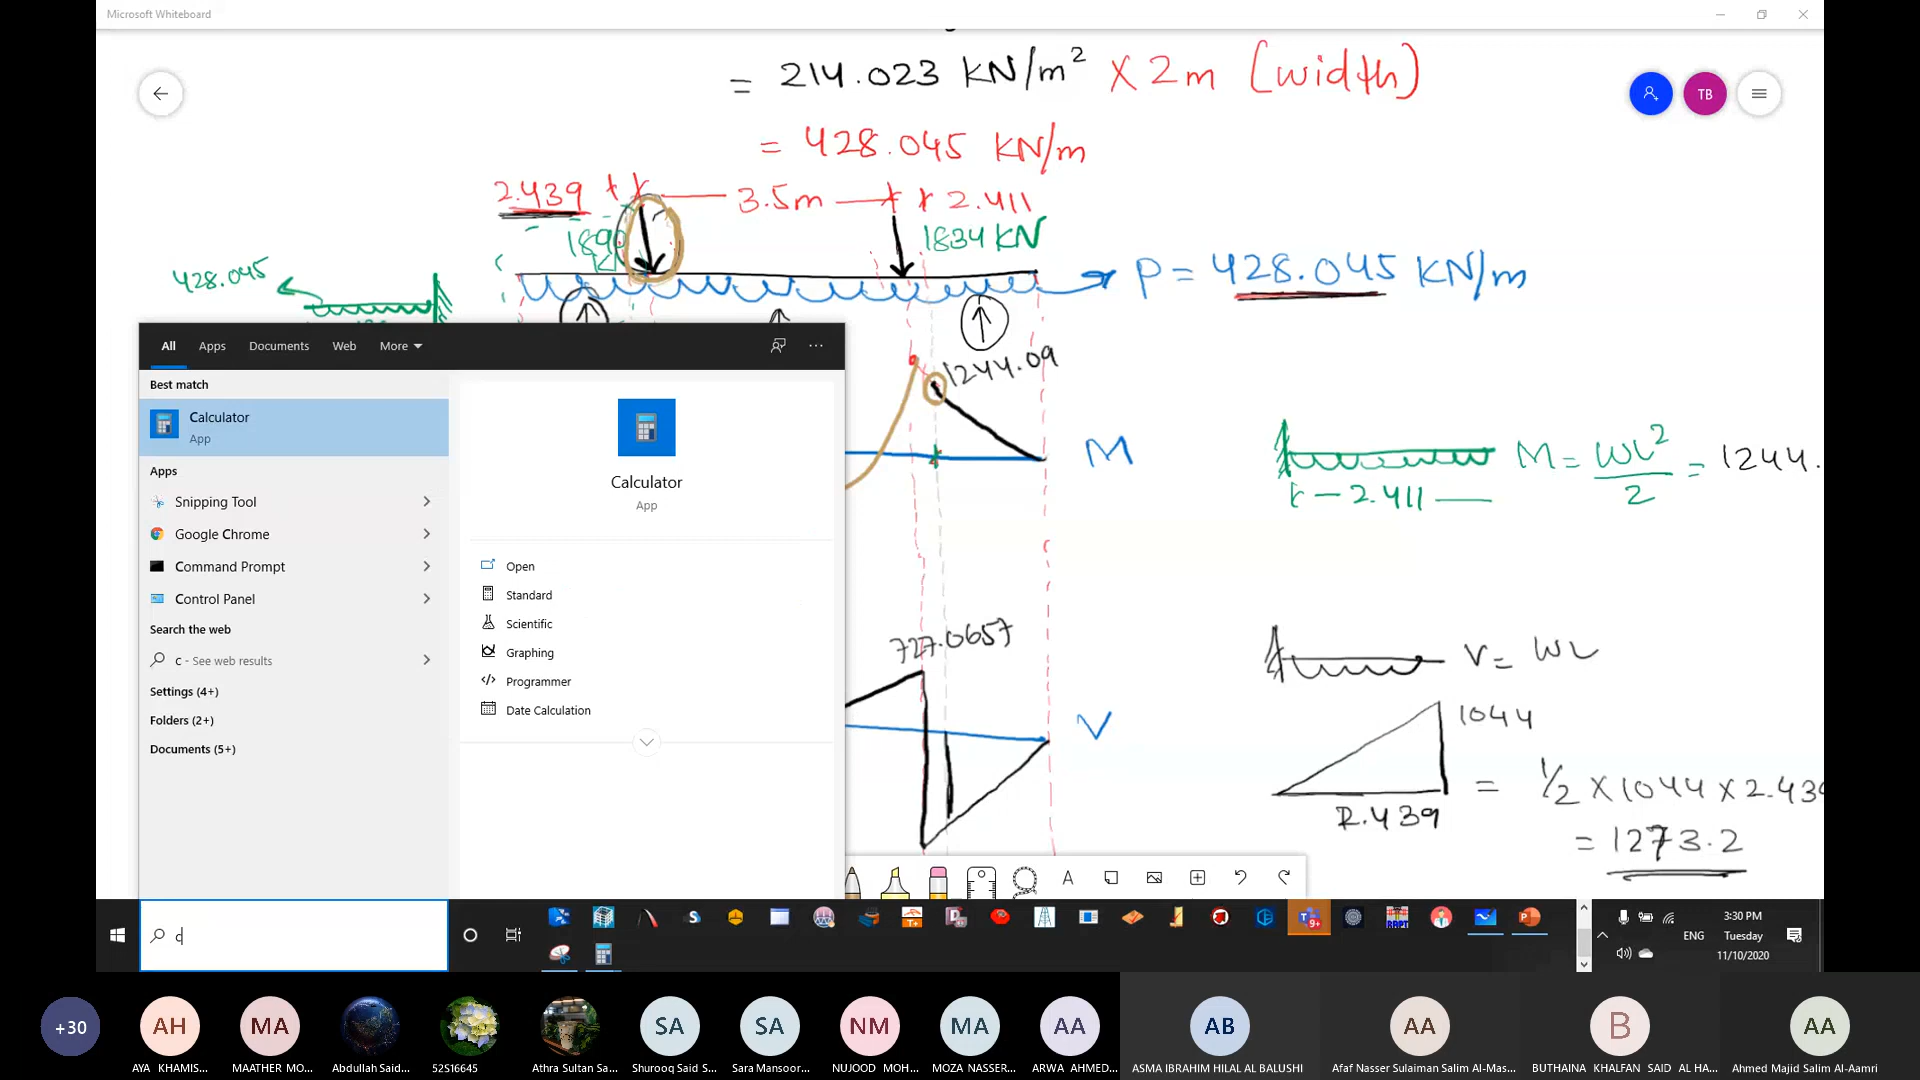 Microsoft Whiteboard
= 214.023 KN/m² X 2m (width)
= 428.045 KN/m
TB
2.439
3.5m
2.411
1834 KN
428.045
P = 428.045 KN/m
1244.09
M
M = WL²/2 = 1244.
2.411
727.0657
V = WL
V
1044
2.439
= ½ X 1044 X 2.439
= 1273.2
All Apps Documents Web More
Best match
Calculator
App
Apps
Snipping Tool
Google Chrome
Command Prompt
Control Panel
Search the web
c - See web results
Settings (4+)
Folders (2+)
Documents (5+)
Calculator
App
Open
Standard
Scientific
Graphing
Programmer
Date Calculation
A
c
9+
ENG
3:30 PM
Tuesday
11/10/2020
+30
AH
MA
SA
SA
NM
MA
AA
AB
AA
B
AA
AYA KHAMIS...
MAATHER MO...
Abdullah Said...
52S16645
Athra Sultan Sa...
Shurooq Said S...
Sara Mansoor...
NUJOOD MOH...
MOZA NASSER...
ARWA AHMED...
ASMA IBRAHIM HILAL AL BALUSHI
Afaf Nasser Sulaiman Salim Al-Mas...
BUTHAINA KHALFAN SAID AL HA...
Ahmed Majid Salim Al-Aamri